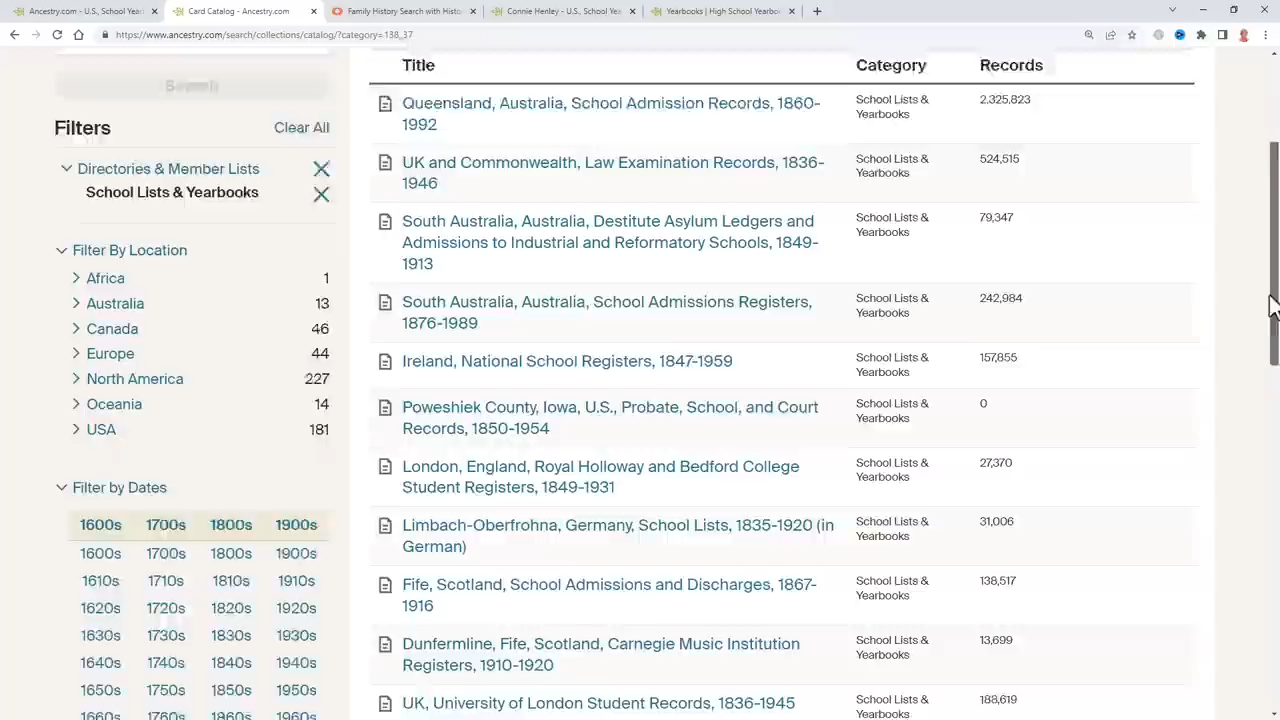 Ancestry.com - U.S., School Year
Card Catalog - Ancestry.com
Family History Search with Histo
Connie Henley - U.S., School Yea
Yearbooks | High School Yearbo
https://www.ancestry.com/search/collections/catalog/?category=138_37
Search
Filters
Clear All
Directories & Member Lists
School Lists & Yearbooks
Filter By Location
Africa 1
Australia 13
Canada 46
Europe 44
North America 227
Oceania 14
USA 181
Filter by Dates
1600s 1700s 1800s 1900s
1600s 1700s 1800s 1900s
1610s 1710s 1810s 1910s
1620s 1720s 1820s 1920s
1630s 1730s 1830s 1930s
1640s 1740s 1840s 1940s
1650s 1750s 1850s 1950s
1660s 1760s 1860s 1960s
Title Category Records
Queensland, Australia, School Admission Records, 1860-
1992
School Lists &
Yearbooks
2,325,823
UK and Commonwealth, Law Examination Records, 1836-
1946
School Lists &
Yearbooks
524,515
South Australia, Australia, Destitute Asylum Ledgers and
Admissions to Industrial and Reformatory Schools, 1849-
1913
School Lists &
Yearbooks
79,347
South Australia, Australia, School Admissions Registers,
1876-1989
School Lists &
Yearbooks
242,984
Ireland, National School Registers, 1847-1959
School Lists &
Yearbooks
157,855
Poweshiek County, Iowa, U.S., Probate, School, and Court
Records, 1850-1954
School Lists &
Yearbooks
0
London, England, Royal Holloway and Bedford College
Student Registers, 1849-1931
School Lists &
Yearbooks
27,370
Limbach-Oberfrohna, Germany, School Lists, 1835-1920 (in
German)
School Lists &
Yearbooks
31,006
Fife, Scotland, School Admissions and Discharges, 1867-
1916
School Lists &
Yearbooks
138,517
Dunfermline, Fife, Scotland, Carnegie Music Institution
Registers, 1910-1920
School Lists &
Yearbooks
13,699
UK, University of London Student Records, 1836-1945
School Lists &
Yearbooks
188,619